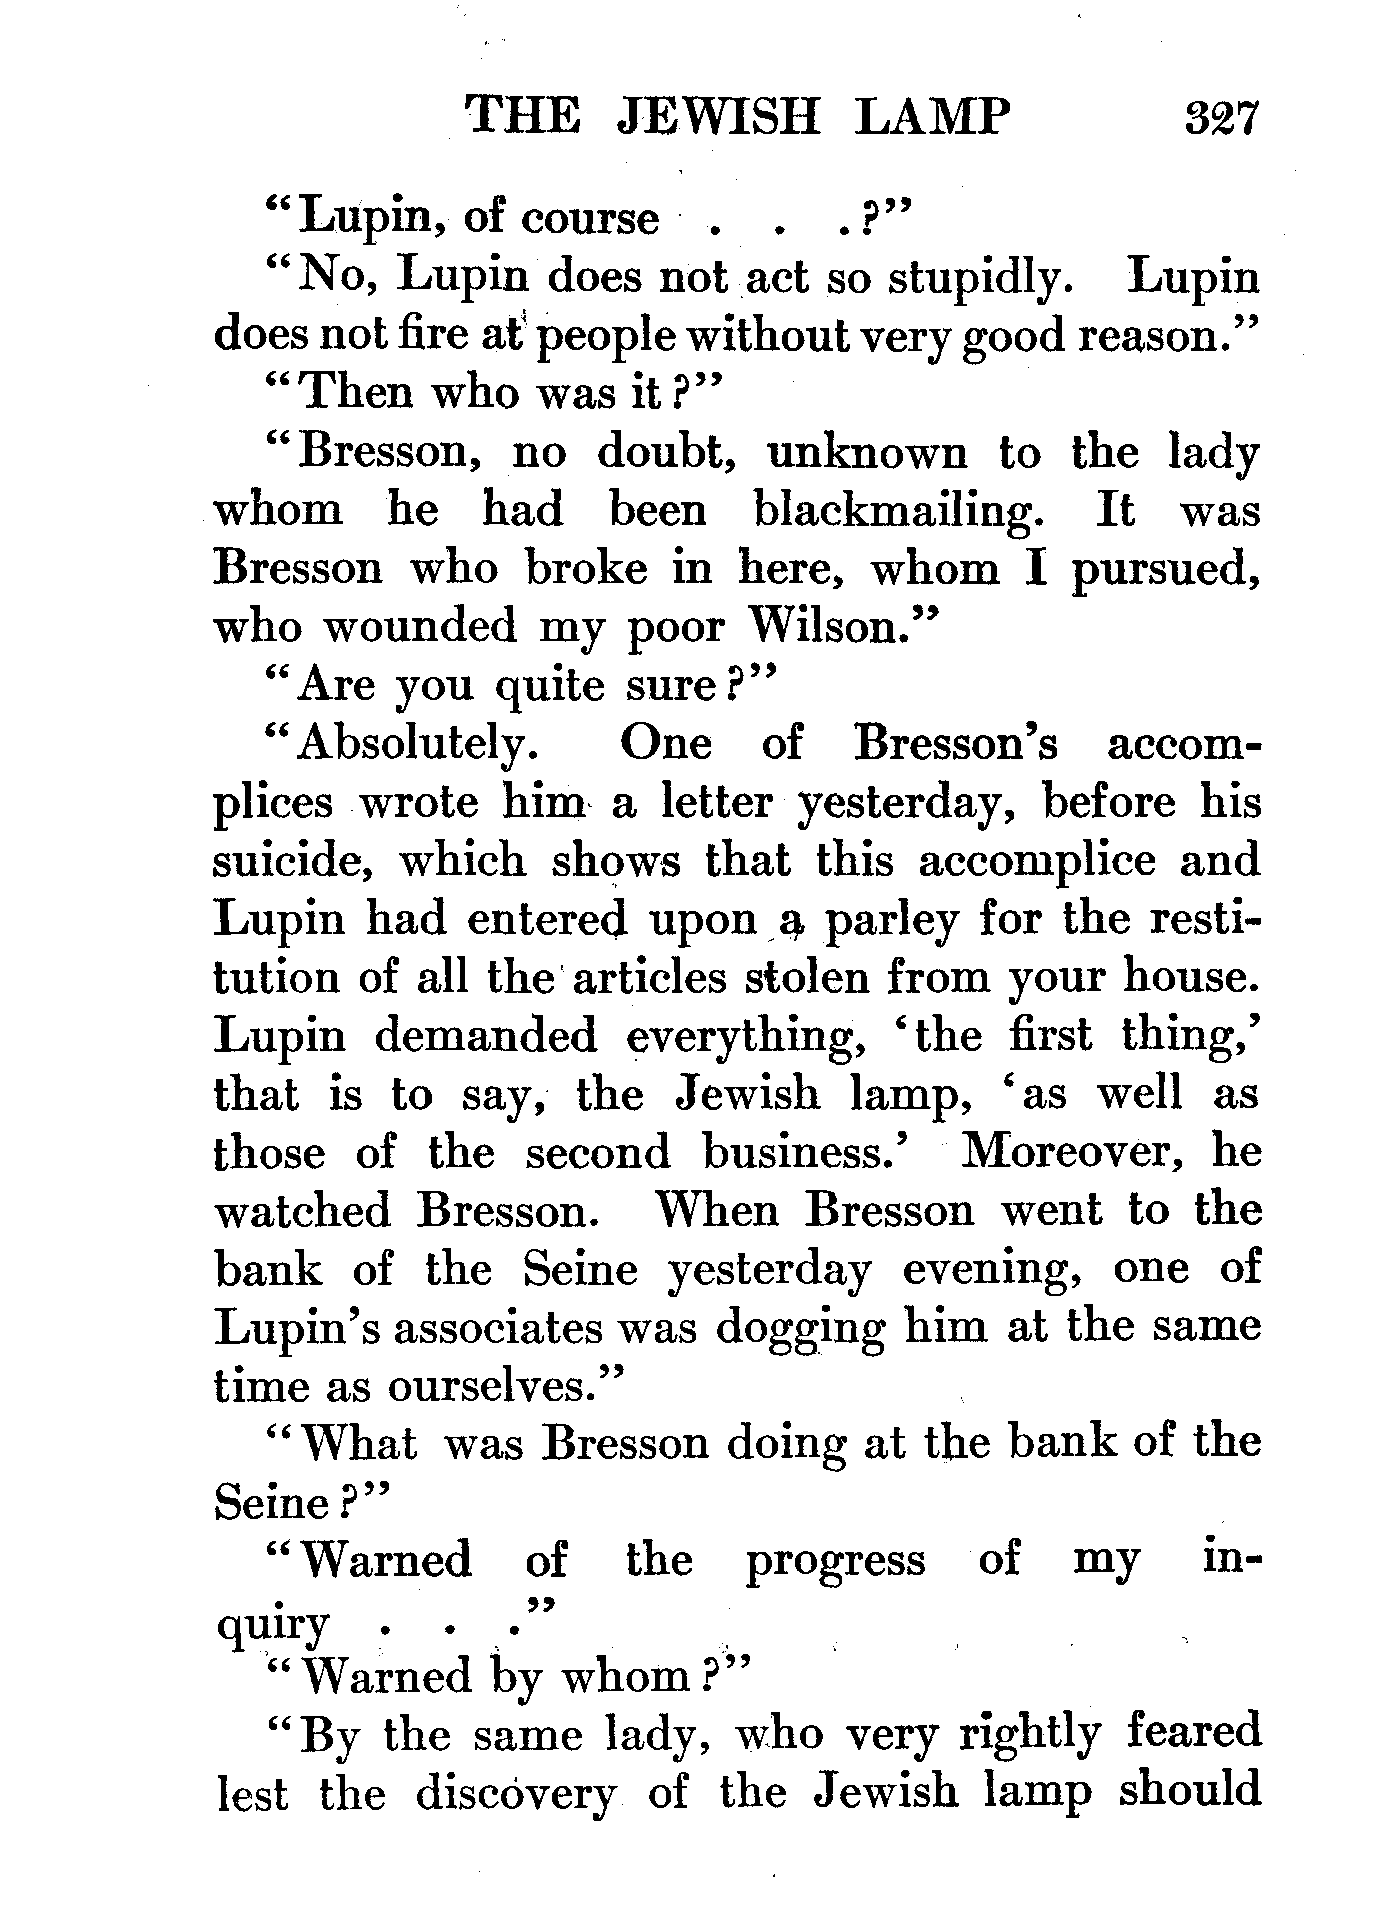 THE JEWISH LAMP 327
“Lupin, of course . . .?”
“No, Lupin does not act so stupidly. Lupin
does not fire at people without very good reason.”
“Then who was it?”
“Bresson, no doubt, unknown to the lady
whom he had been blackmailing. It was
Bresson who broke in here, whom I pursued,
who wounded my poor Wilson.”
“Are you quite sure?”
“Absolutely. One of Bresson’s accom-
plices wrote him a letter yesterday, before his
suicide, which shows that this accomplice and
Lupin had entered upon a parley for the resti-
tution of all the articles stolen from your house.
Lupin demanded everything, ‘the first thing,’
that is to say, the Jewish lamp, ‘as well as
those of the second business.’ Moreover, he
watched Bresson. When Bresson went to the
bank of the Seine yesterday evening, one of
Lupin’s associates was dogging him at the same
time as ourselves.”
“What was Bresson doing at the bank of the
Seine?”
“Warned of the progress of my in-
quiry . . .”
“Warned by whom?”
“By the same lady, who very rightly feared
lest the discovery of the Jewish lamp should